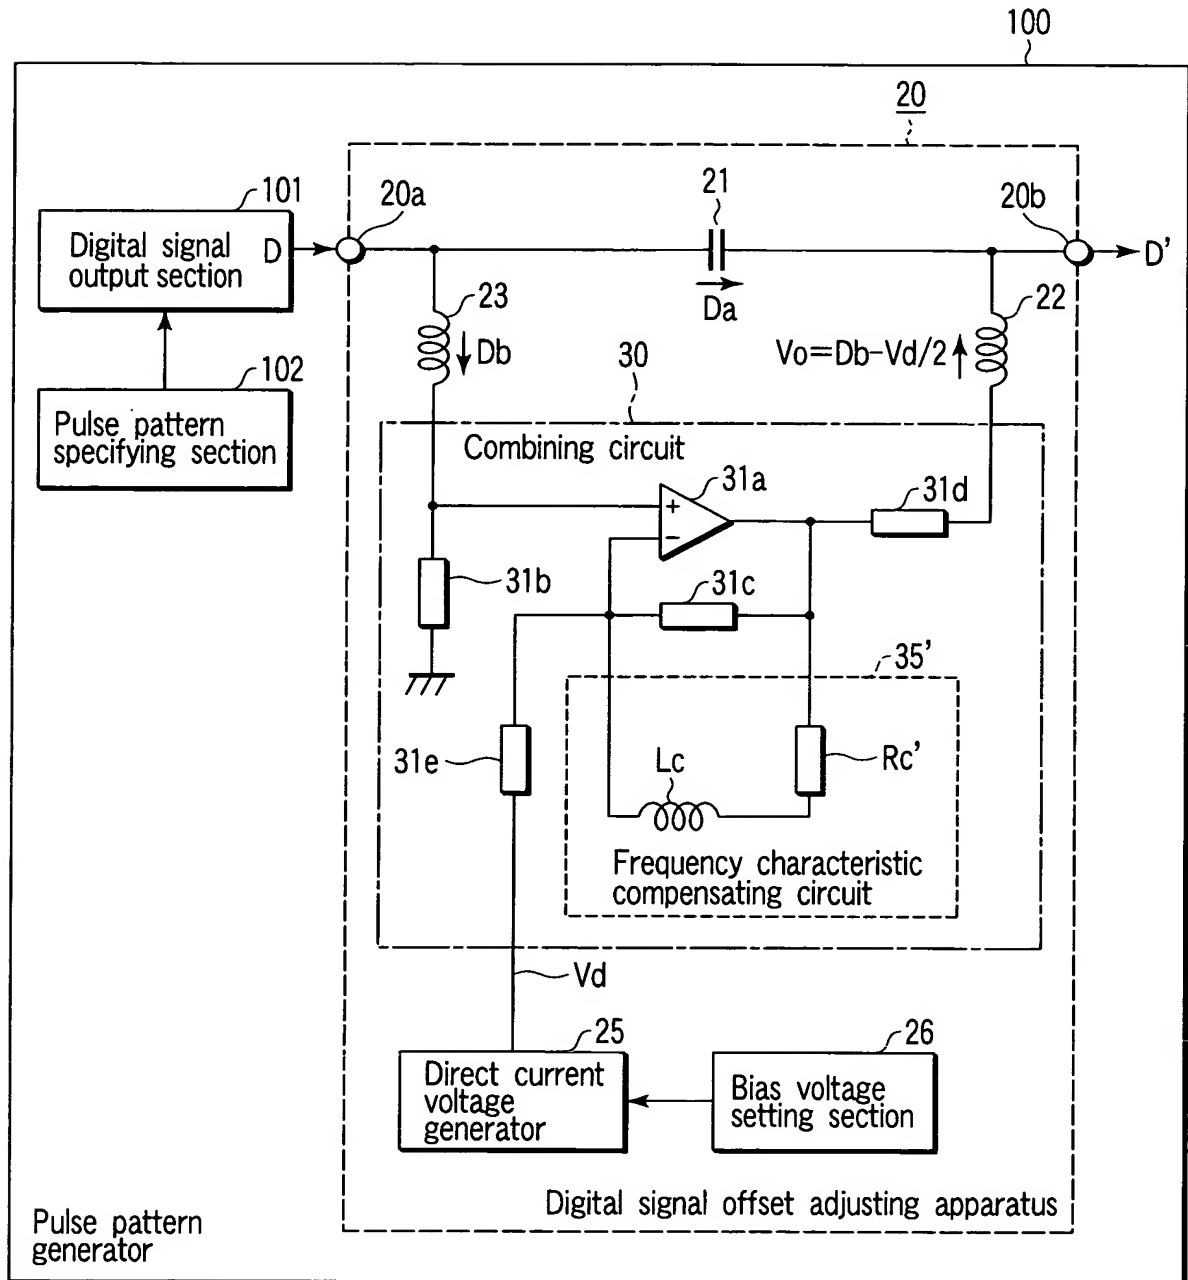 100
20
101
20a
21
20b
Digital signal
output section
D
D'
Da
23
22
Db
Vo=Db-Vd/2
102
Pulse pattern
specifying section
30
Combining circuit
31a
+
-
31d
31b
31c
35'
31e
Lc
Rc'
Frequency characteristic
compensating circuit
Vd
25
26
Direct current
voltage
generator
Bias voltage
setting section
Digital signal offset adjusting apparatus
Pulse pattern
generator